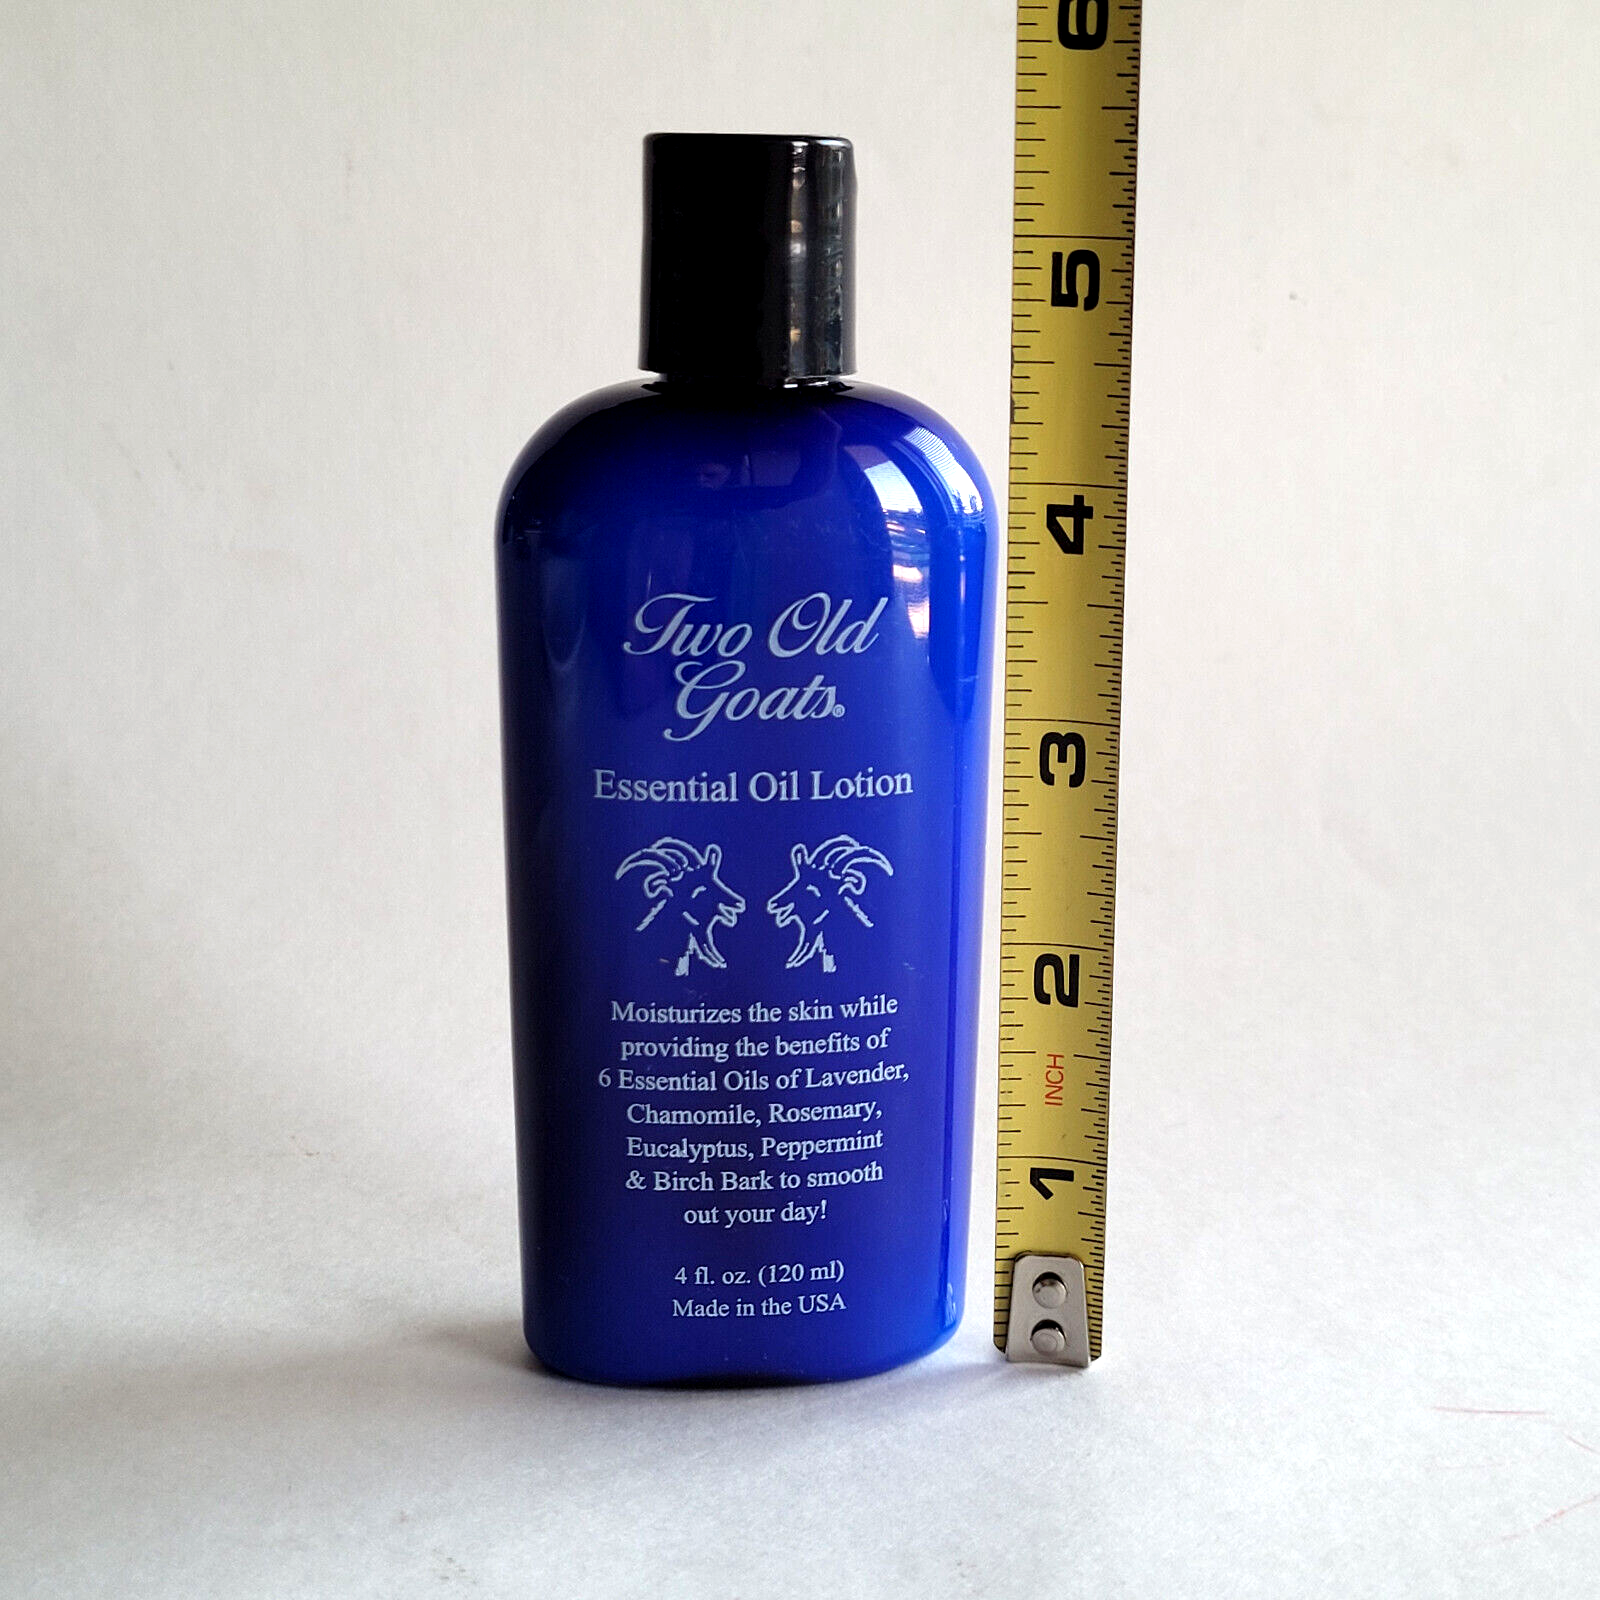 Two Old
Goats®
Essential Oil Lotion
Moisturizes the skin while
providing the benefits of
6 Essential Oils of Lavender,
Chamomile, Rosemary,
Eucalyptus, Peppermint
& Birch Bark to smooth
out your day!
4 fl. oz. (120 ml)
Made in the USA
6
5
4
3
2
INCH
1